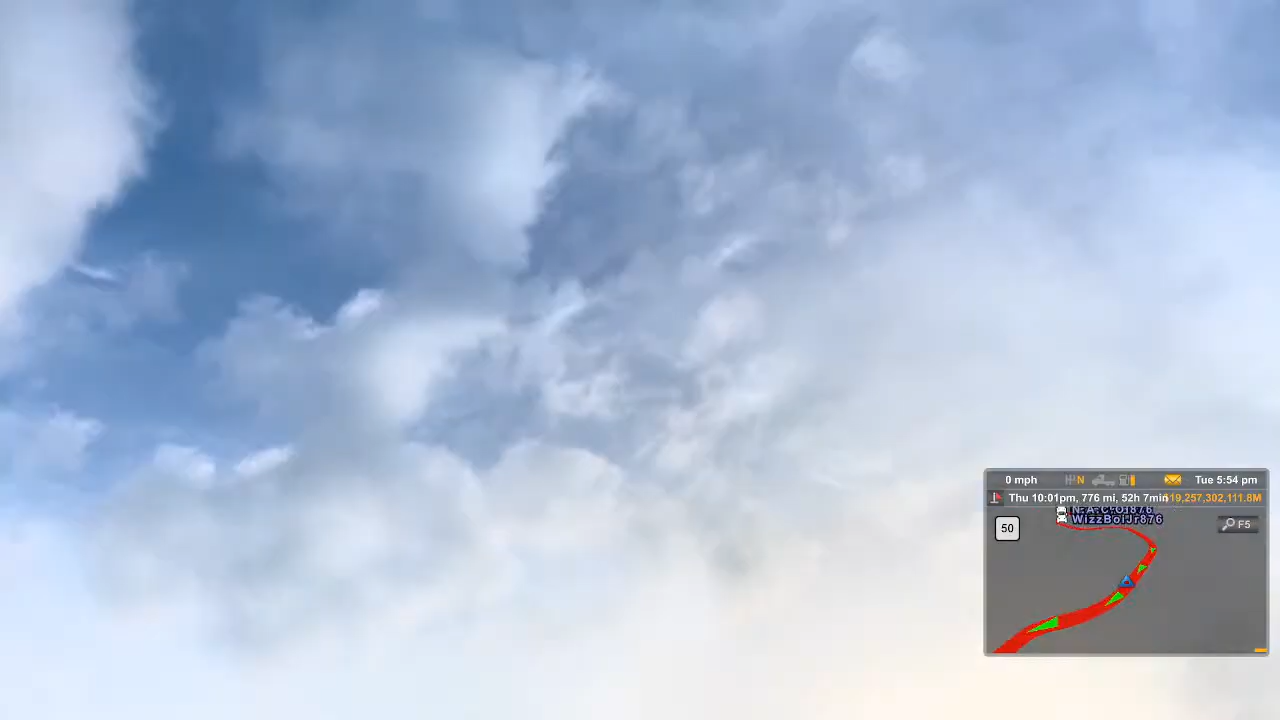 0 mph N Tue 5:54 pm
Thu 10:01pm, 776 mi, 52h 7min 19,257,302,111.8M
50 F5
WizzBoiJr876